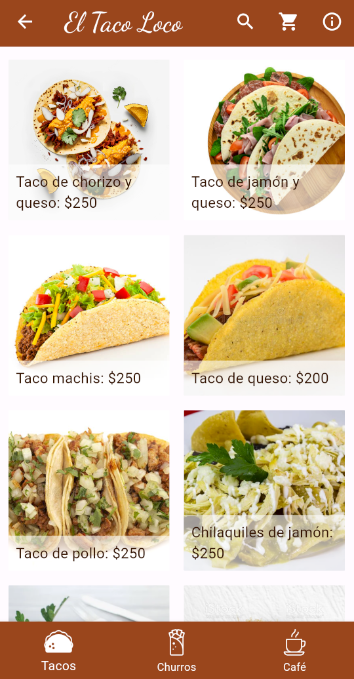 El Taco Loco
Taco de chorizo y
queso: $250
Taco de jamón y
queso: $250
Taco machis: $250
Taco de queso: $200
Taco de pollo: $250
Chilaquiles de jamón:
$250
Tacos
Churros
Café